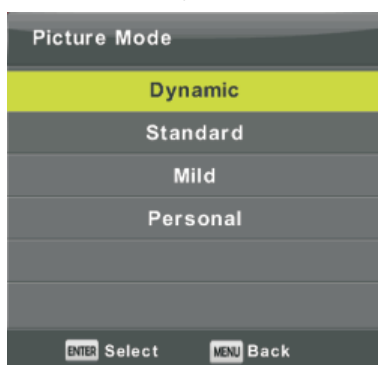 Picture Mode
Dynamic
Standard
Mild
Personal
ENTER Select MENU Back